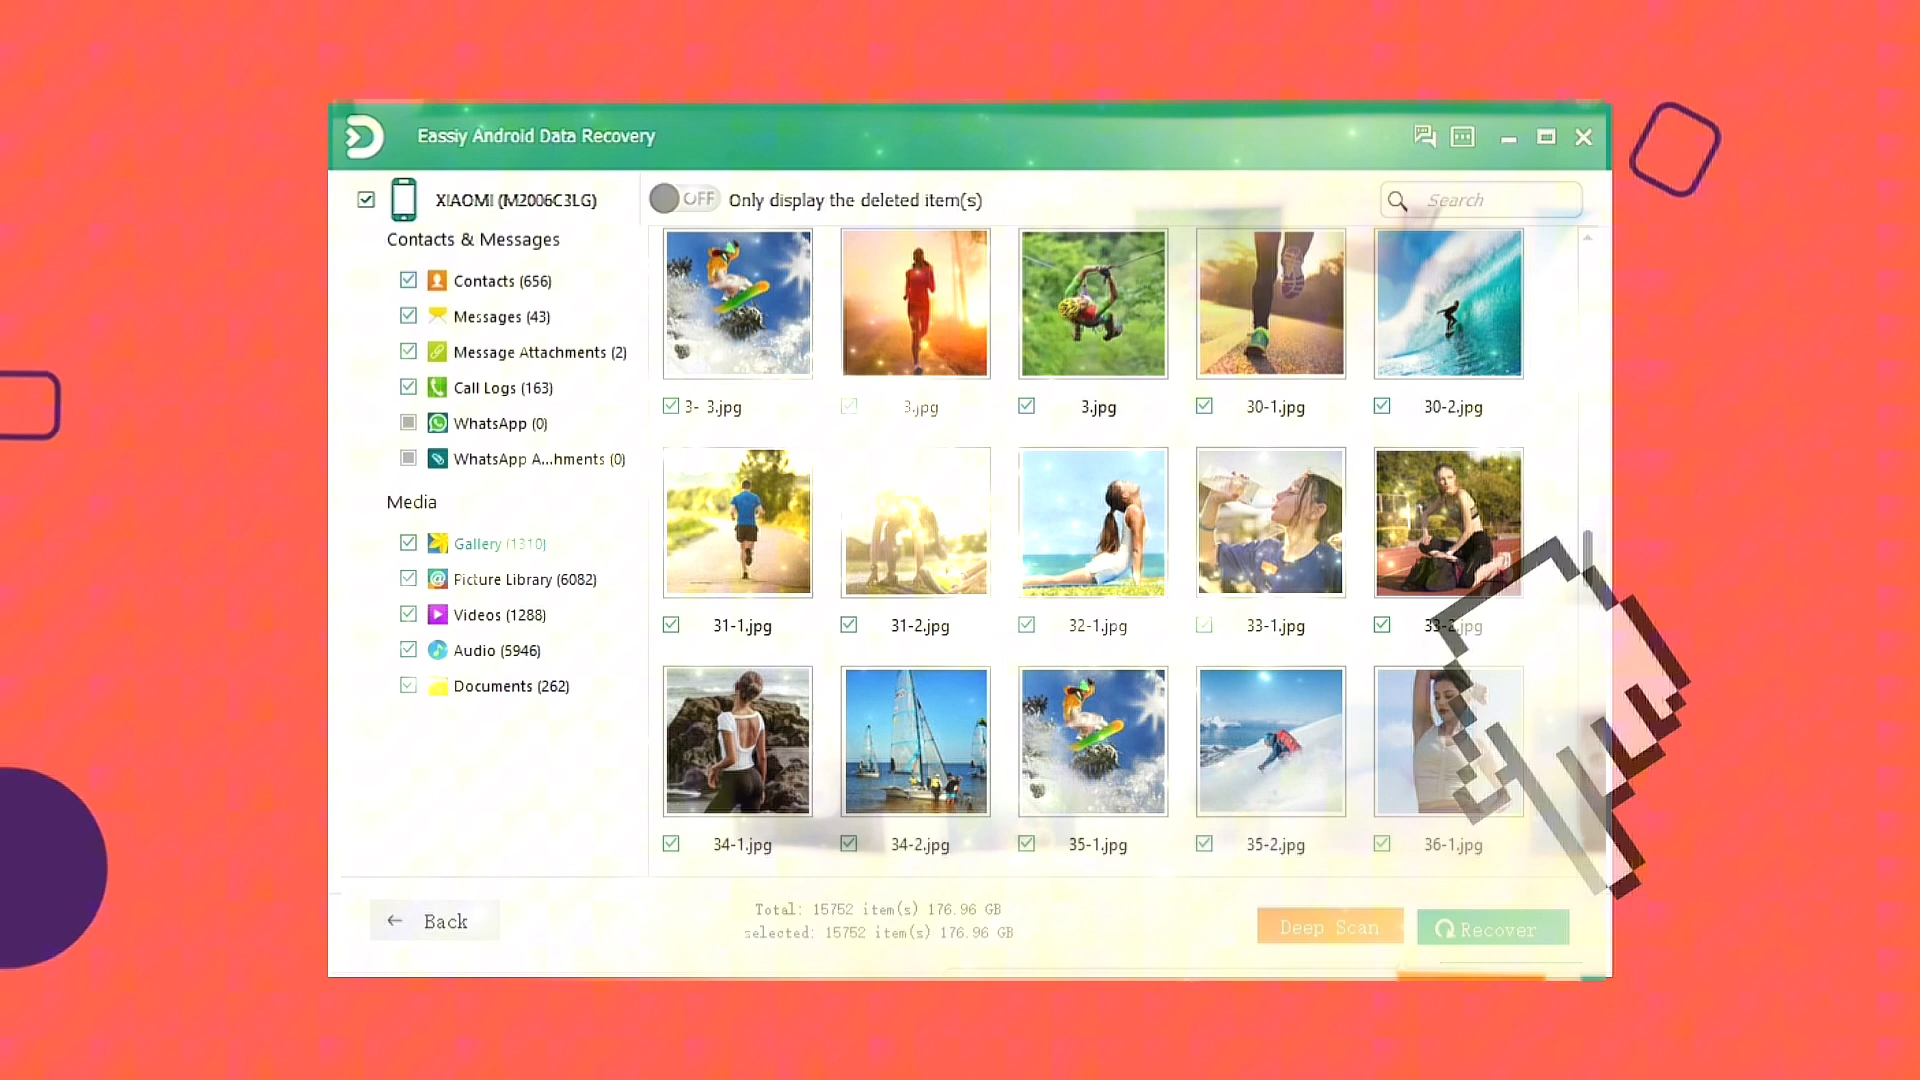 Eassiy Android Data Recovery
XIAOMI (M2006C3LG)
OFF Only display the deleted item(s)
Search
Contacts & Messages
Contacts (656)
Messages (43)
Message Attachments (2)
Call Logs (163)
WhatsApp (0)
WhatsApp A...hments (0)
Media
Gallery (1310)
Picture Library (6082)
Videos (1288)
Audio (5946)
Documents (262)
3- 3.jpg
3.jpg
3.jpg
30-1.jpg
30-2.jpg
31-1.jpg
31-2.jpg
32-1.jpg
33-1.jpg
33-2.jpg
34-1.jpg
34-2.jpg
35-1.jpg
35-2.jpg
36-1.jpg
Back
Total: 15752 item(s) 176.96 GB
selected: 15752 item(s) 176.96 GB
Deep Scan
Recover